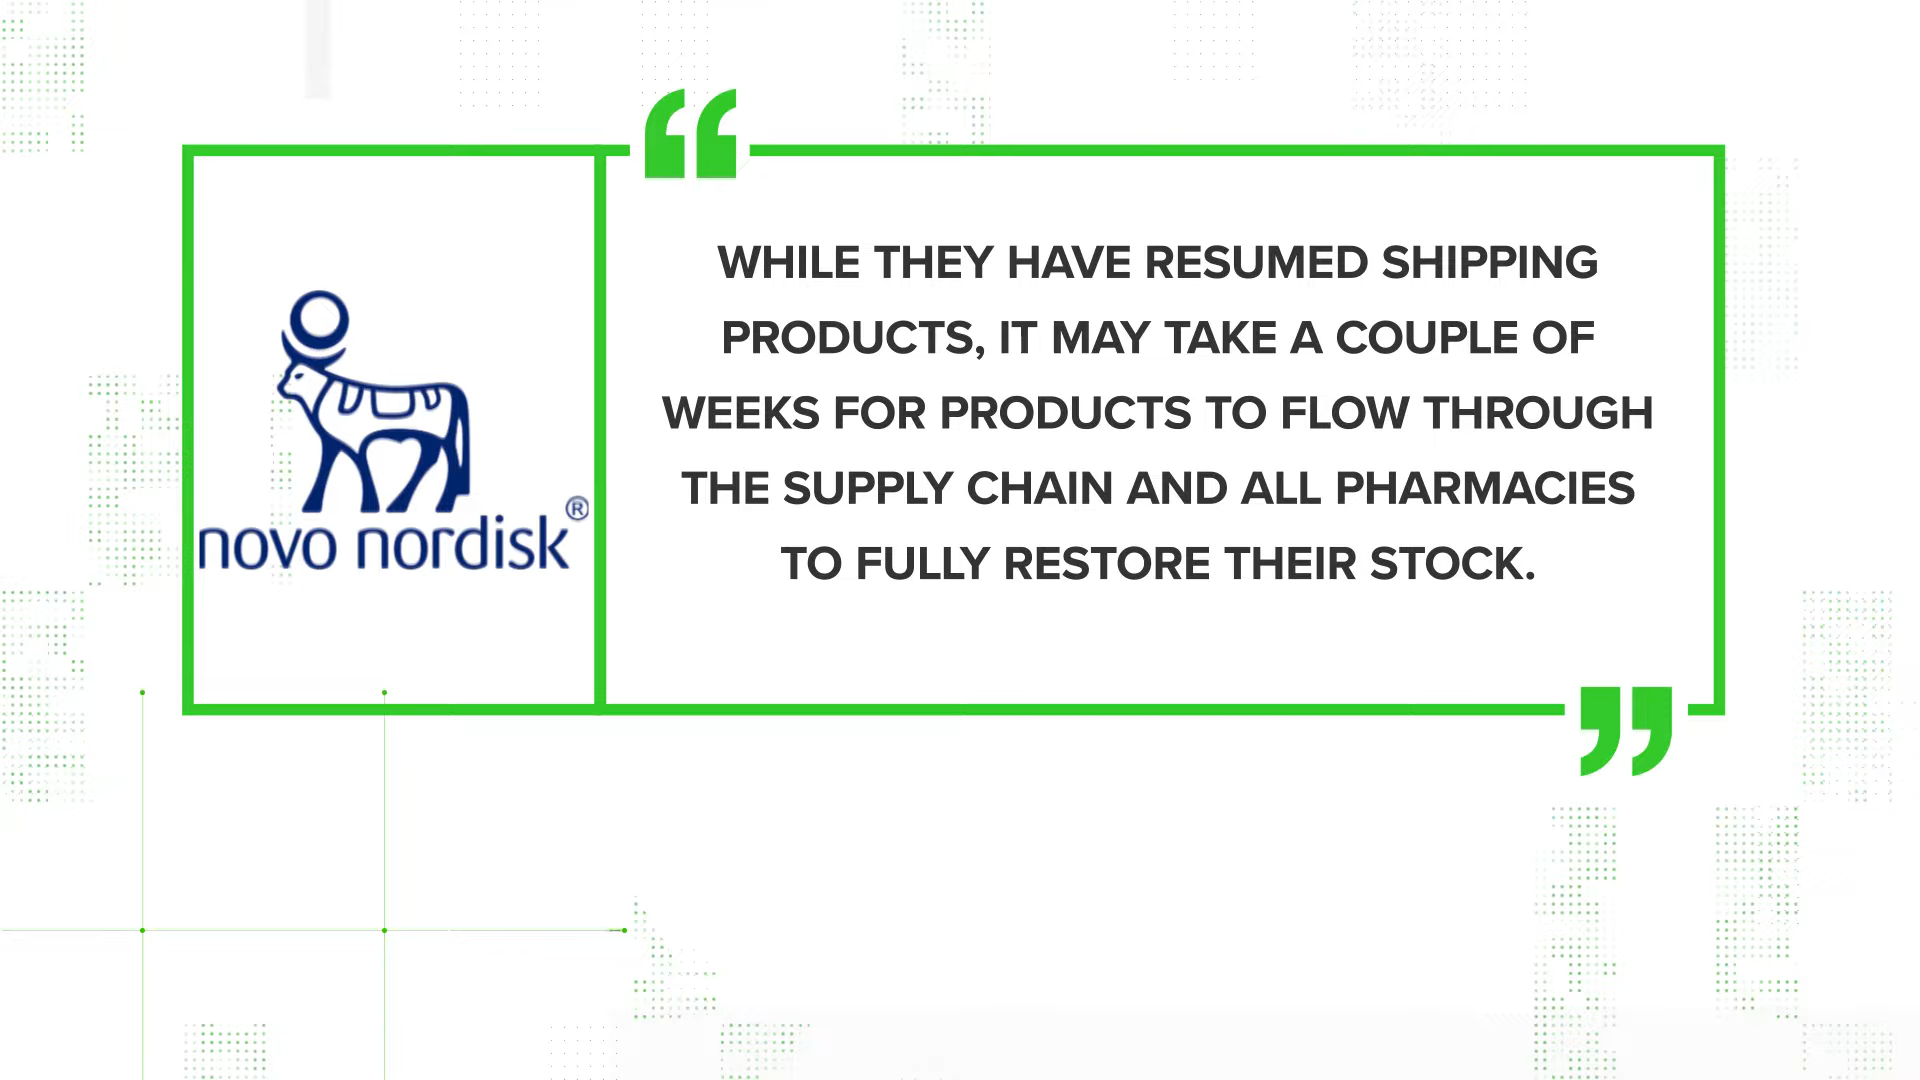 novo nordisk®
“
WHILE THEY HAVE RESUMED SHIPPING
PRODUCTS, IT MAY TAKE A COUPLE OF
WEEKS FOR PRODUCTS TO FLOW THROUGH
THE SUPPLY CHAIN AND ALL PHARMACIES
TO FULLY RESTORE THEIR STOCK.
”